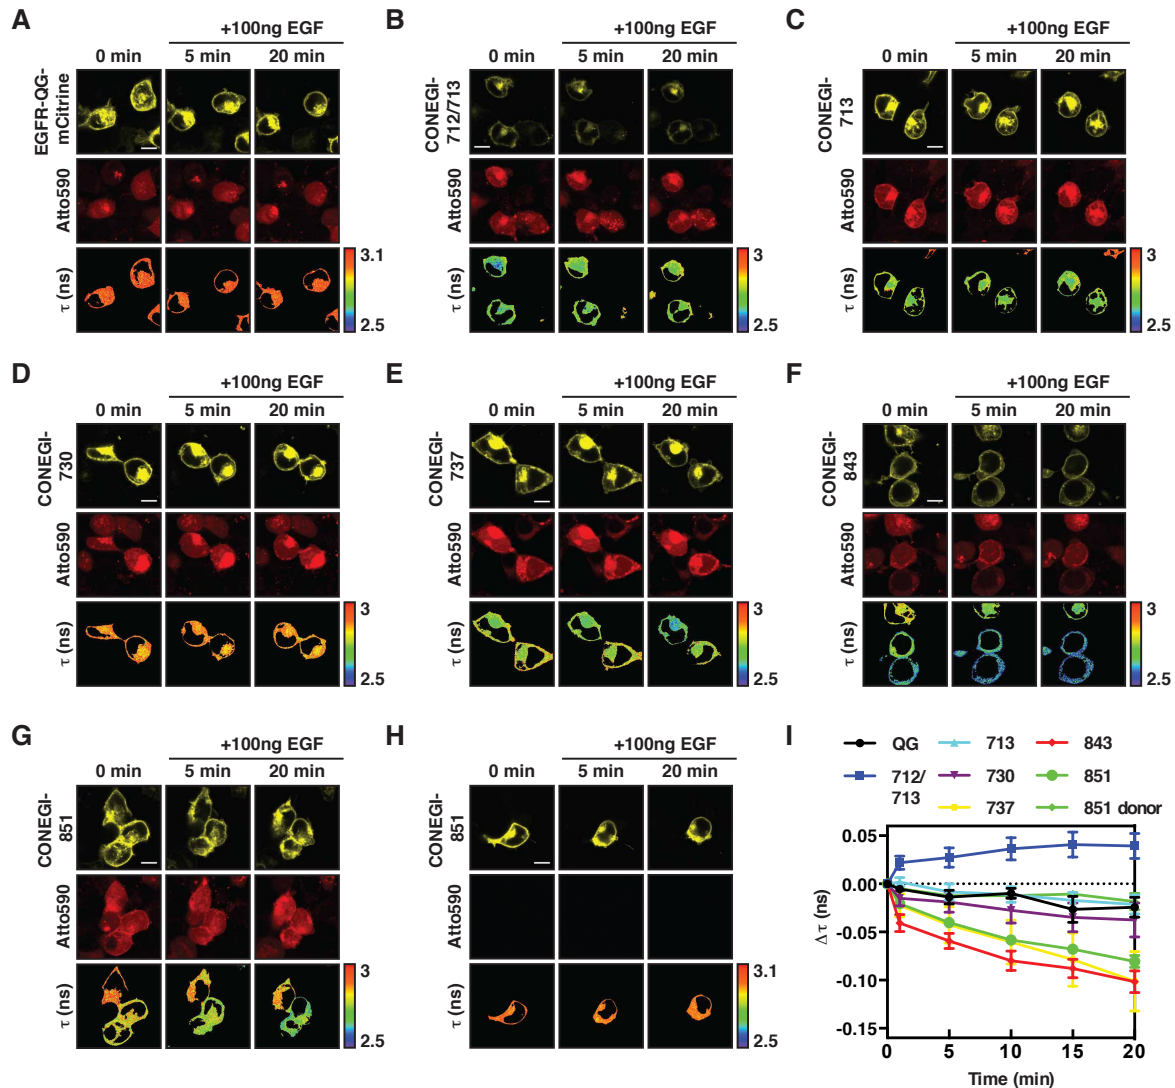 A
+100ng EGF
0 min 5 min 20 min
EGFR-QG-
mCitrine
Atto590
τ (ns)
3.1
2.5
B
+100ng EGF
0 min 5 min 20 min
CONEGI-
712/713
Atto590
τ (ns)
3
2.5
C
+100ng EGF
0 min 5 min 20 min
CONEGI-
713
Atto590
τ (ns)
3
2.5
D
+100ng EGF
0 min 5 min 20 min
CONEGI-
730
Atto590
τ (ns)
3
2.5
E
+100ng EGF
0 min 5 min 20 min
CONEGI-
737
Atto590
τ (ns)
3
2.5
F
+100ng EGF
0 min 5 min 20 min
CONEGI-
843
Atto590
τ (ns)
3
2.5
G
+100ng EGF
0 min 5 min 20 min
CONEGI-
851
Atto590
τ (ns)
3
2.5
H
+100ng EGF
0 min 5 min 20 min
CONEGI-
851
Atto590
τ (ns)
3.1
2.5
I
QG 713 843
712/ 730 851
713
737 851 donor
0.05
0.00
-0.05
-0.10
-0.15
Δτ (ns)
0 5 10 15 20
Time (min)